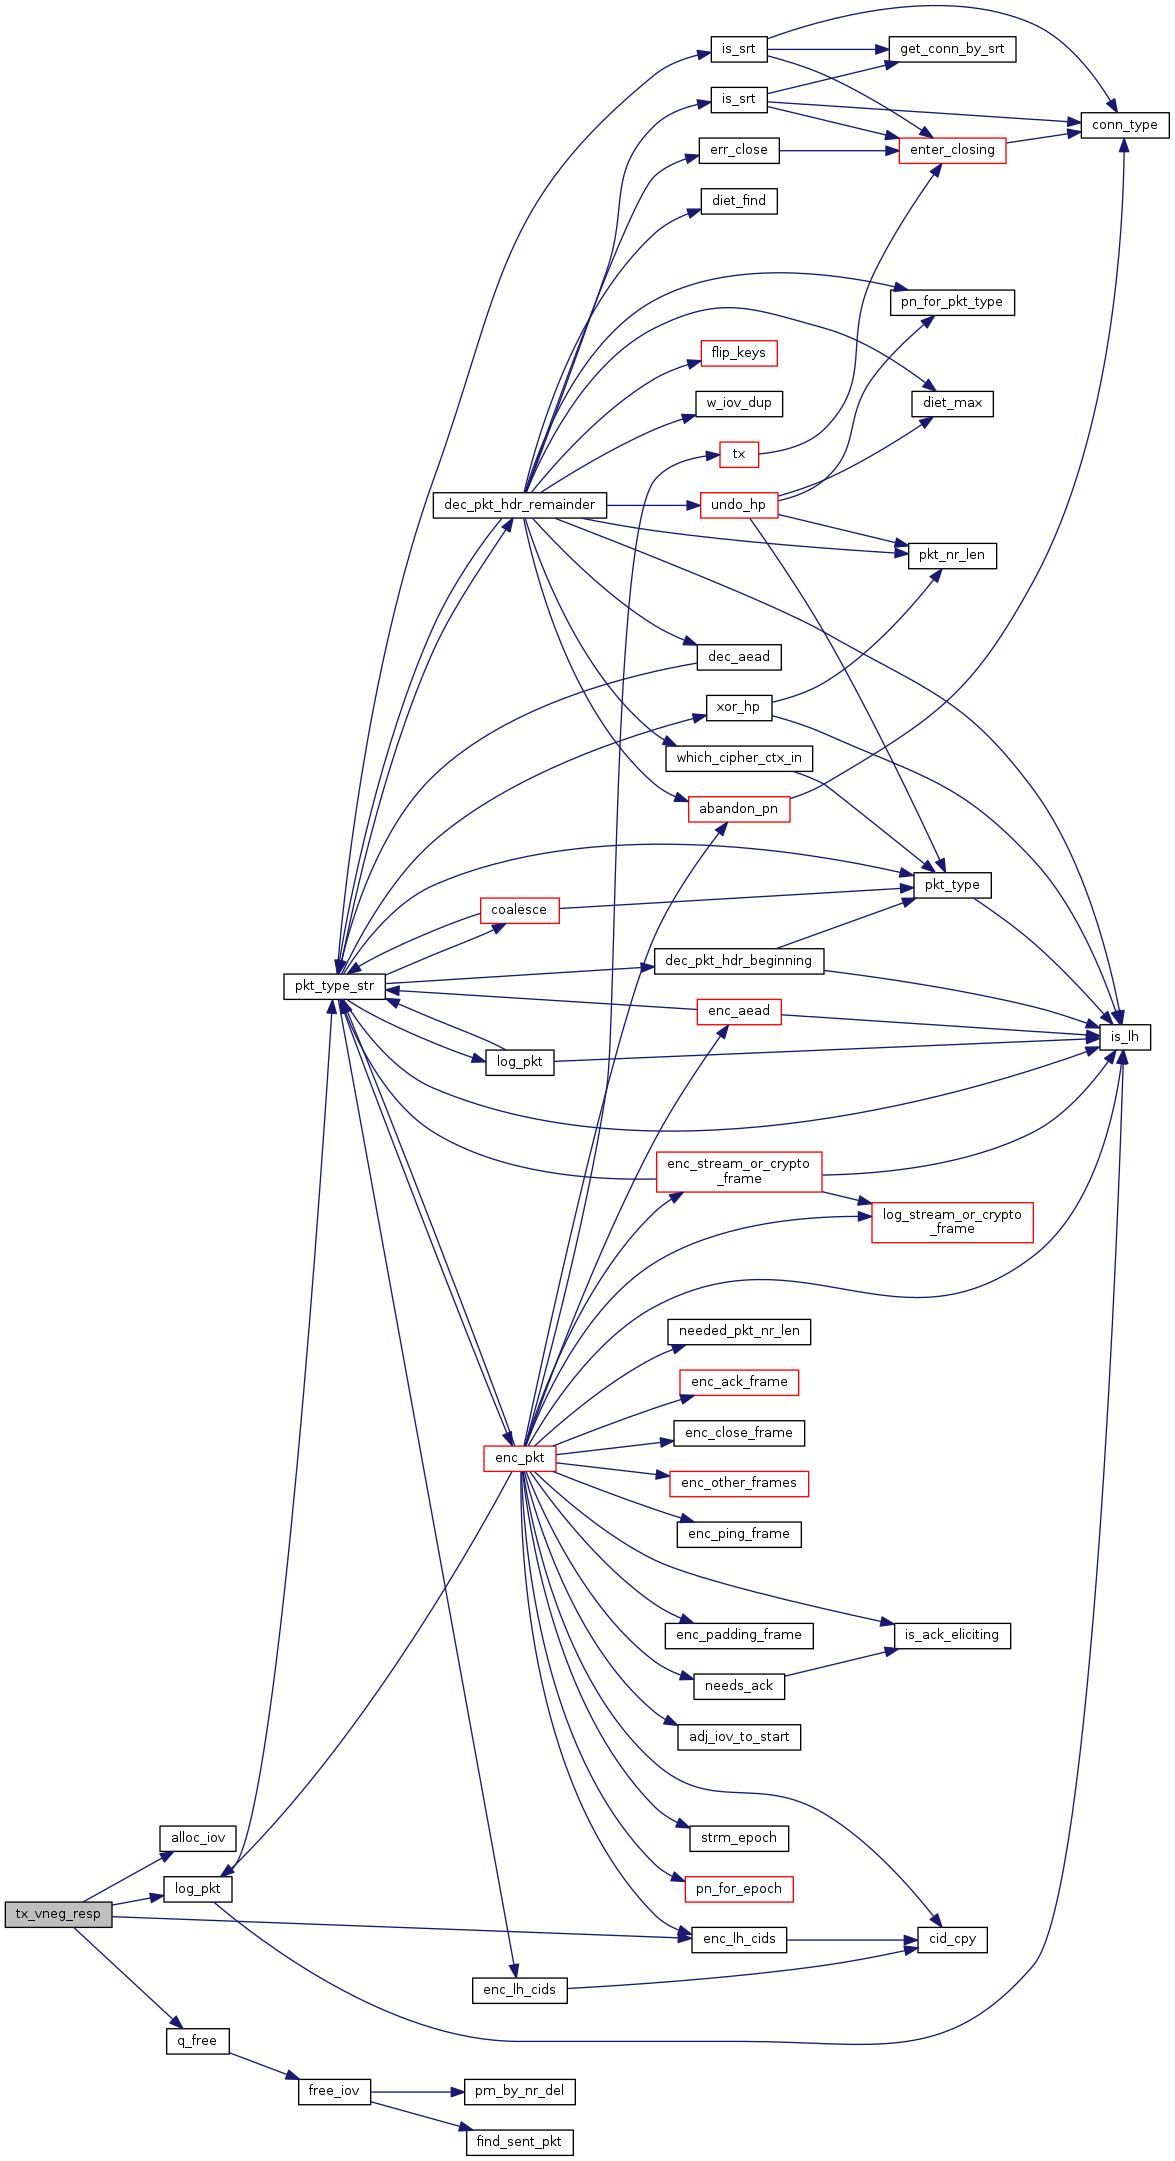 is_srt
get_conn_by_srt
is_srt
conn_type
err_close
enter_closing
diet_find
pn_for_pkt_type
flip_keys
w_iov_dup
diet_max
tx
dec_pkt_hdr_remainder
undo_hp
pkt_nr_len
dec_aead
xor_hp
which_cipher_ctx_in
abandon_pn
pkt_type
coalesce
dec_pkt_hdr_beginning
pkt_type_str
enc_aead
is_lh
log_pkt
enc_stream_or_crypto
_frame
log_stream_or_crypto
_frame
needed_pkt_nr_len
enc_ack_frame
enc_close_frame
enc_pkt
enc_other_frames
enc_ping_frame
enc_padding_frame
is_ack_eliciting
needs_ack
adj_iov_to_start
alloc_iov
strm_epoch
log_pkt
pn_for_epoch
tx_vneg_resp
enc_lh_cids
cid_cpy
enc_lh_cids
q_free
free_iov
pm_by_nr_del
find_sent_pkt